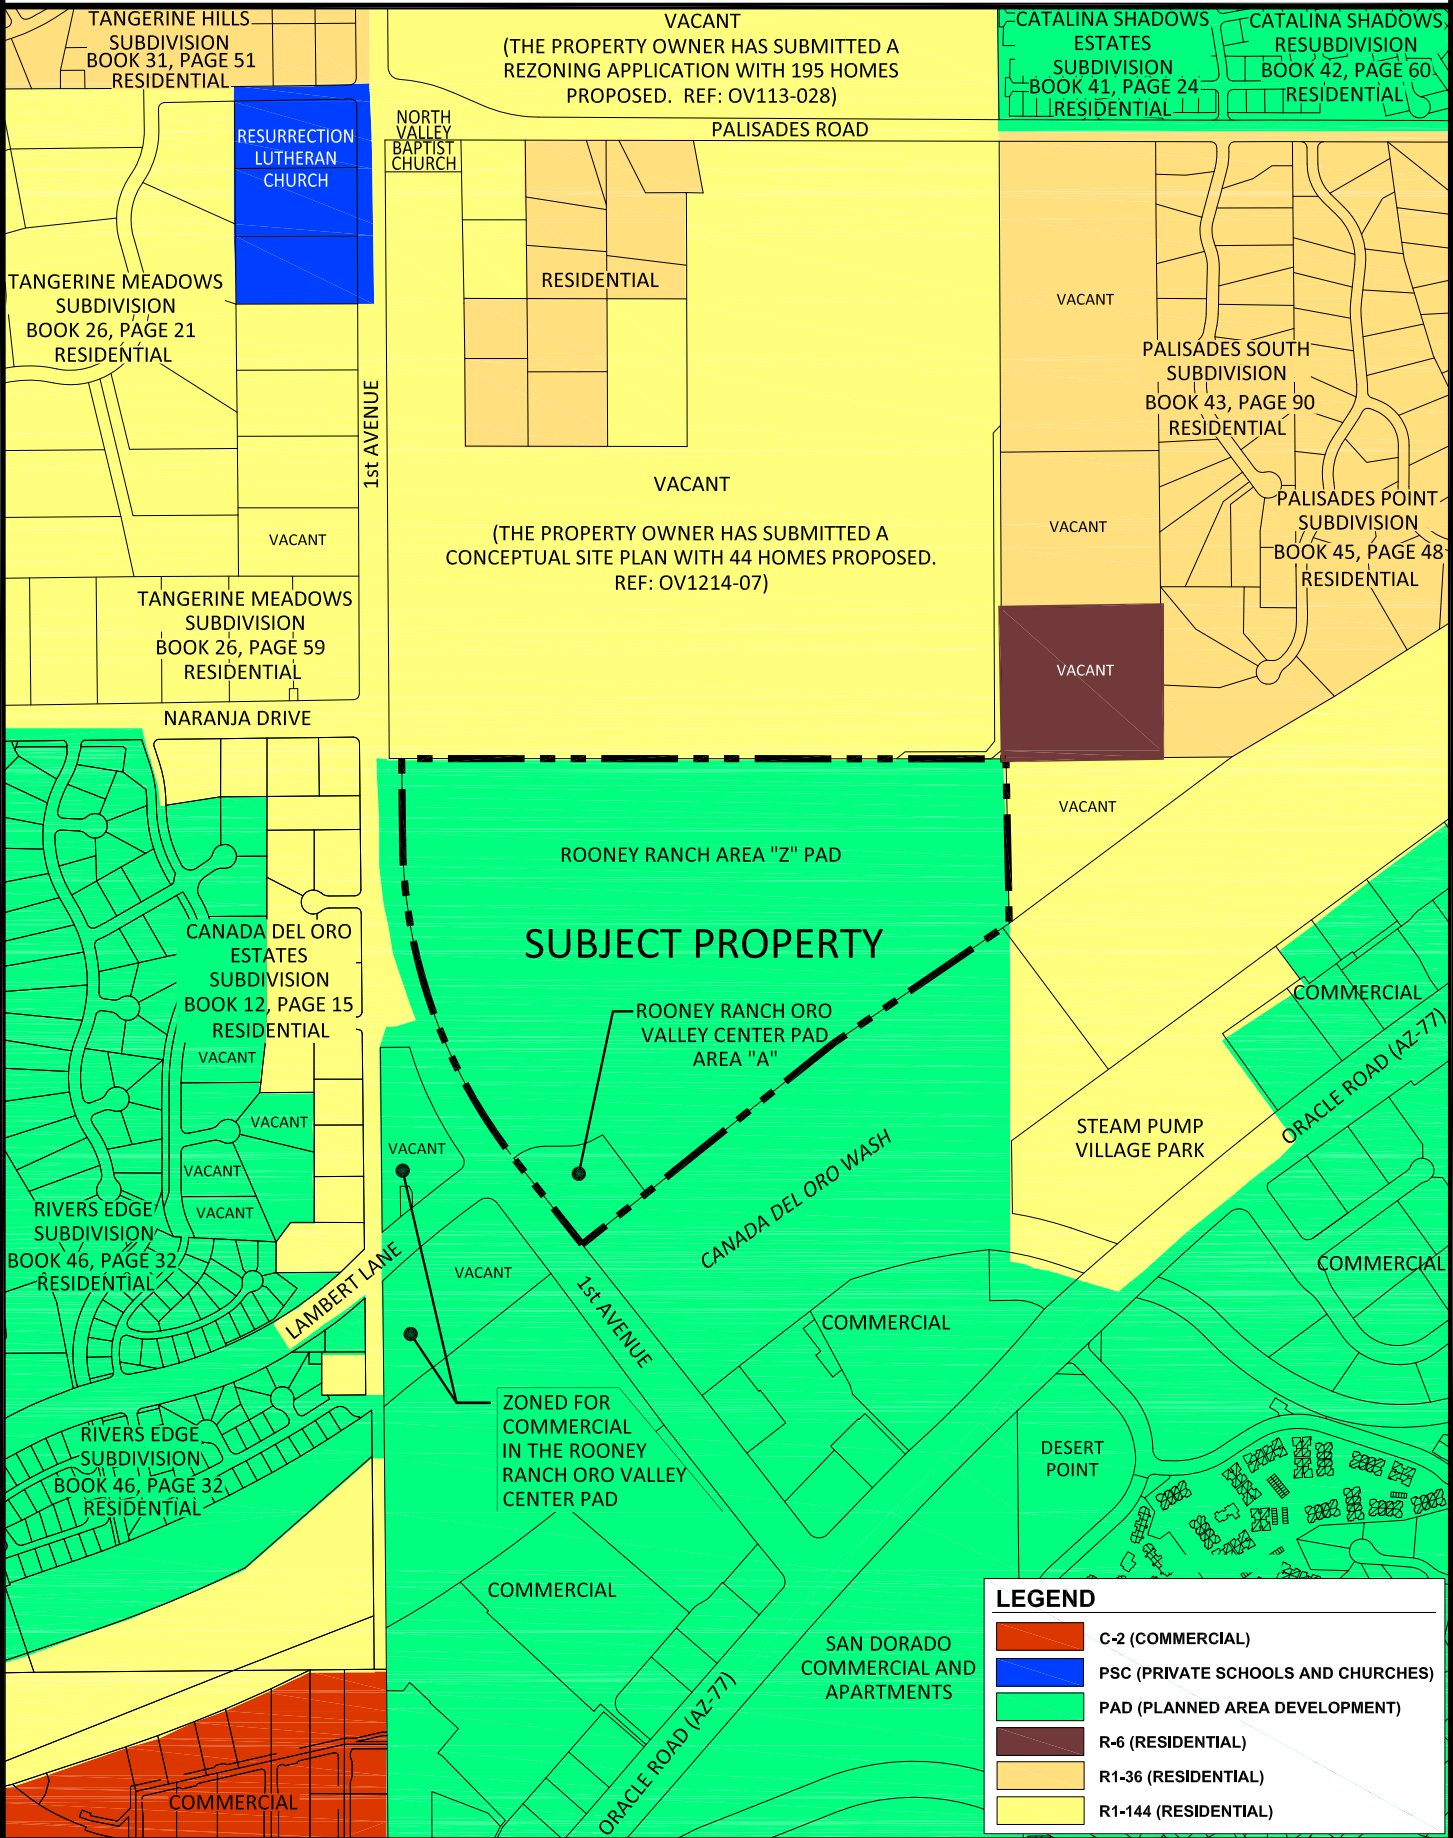 TANGERINE HILLS
SUBDIVISION
BOOK 31, PAGE 51
RESIDENTIAL
VACANT
(THE PROPERTY OWNER HAS SUBMITTED A
REZONING APPLICATION WITH 195 HOMES
PROPOSED. REF: OV113-028)
CATALINA SHADOWS
ESTATES
SUBDIVISION
BOOK 41, PAGE 24
RESIDENTIAL
CATALINA SHADOWS
RESUBDIVISION
BOOK 42, PAGE 60
RESIDENTIAL
PALISADES ROAD
RESURRECTION
LUTHERAN
CHURCH
NORTH
VALLEY
BAPTIST
CHURCH
RESIDENTIAL
VACANT
TANGERINE MEADOWS
SUBDIVISION
BOOK 26, PAGE 21
RESIDENTIAL
1st AVENUE
PALISADES SOUTH
SUBDIVISION
BOOK 43, PAGE 90
RESIDENTIAL
VACANT
(THE PROPERTY OWNER HAS SUBMITTED A
CONCEPTUAL SITE PLAN WITH 44 HOMES PROPOSED.
REF: OV1214-07)
VACANT
VACANT
PALISADES POINT
SUBDIVISION
BOOK 45, PAGE 48
RESIDENTIAL
TANGERINE MEADOWS
SUBDIVISION
BOOK 26, PAGE 59
RESIDENTIAL
VACANT
NARANJA DRIVE
VACANT
ROONEY RANCH AREA "Z" PAD
SUBJECT PROPERTY
CANADA DEL ORO
ESTATES
SUBDIVISION
BOOK 12, PAGE 15
RESIDENTIAL
VACANT
VACANT
VACANT
VACANT
ROONEY RANCH ORO
VALLEY CENTER PAD
AREA "A"
COMMERCIAL
ORACLE ROAD (AZ-77)
STEAM PUMP
VILLAGE PARK
VACANT
CANADA DEL ORO WASH
RIVERS EDGE
SUBDIVISION
BOOK 46, PAGE 32
RESIDENTIAL
LAMBERT LANE
VACANT
1st AVENUE
COMMERCIAL
COMMERCIAL
ZONED FOR
COMMERCIAL
IN THE ROONEY
RANCH ORO VALLEY
CENTER PAD
RIVERS EDGE
SUBDIVISION
BOOK 46, PAGE 32
RESIDENTIAL
DESERT
POINT
COMMERCIAL
SAN DORADO
COMMERCIAL AND
APARTMENTS
ORACLE ROAD (AZ-77)
COMMERCIAL
LEGEND
C-2 (COMMERCIAL)
PSC (PRIVATE SCHOOLS AND CHURCHES)
PAD (PLANNED AREA DEVELOPMENT)
R-6 (RESIDENTIAL)
R1-36 (RESIDENTIAL)
R1-144 (RESIDENTIAL)